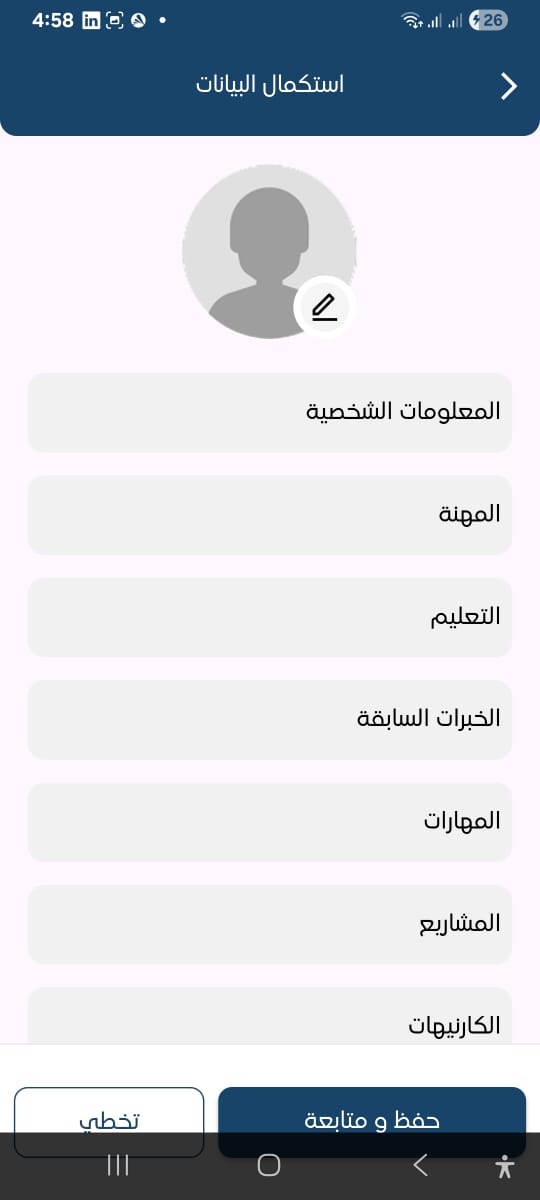 4:58
26
استكمال البيانات
المعلومات الشخصية
المهنة
التعليم
الخبرات السابقة
المهارات
المشاريع
الكارنيهات
حفظ و متابعة
تخطي